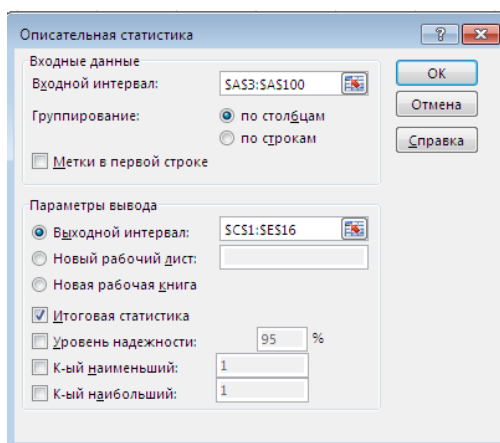 Описательная статистика
Входные данные
Входной интервал: $A$3:$A$100
Группирование: по столбцам
по строкам
Метки в первой строке
OK
Отмена
Справка
Параметры вывода
Выходной интервал: $C$1:$E$16
Новый рабочий лист:
Новая рабочая книга
Итоговая статистика
Уровень надежности: 95 %
К-ый наименьший: 1
К-ый наибольший: 1